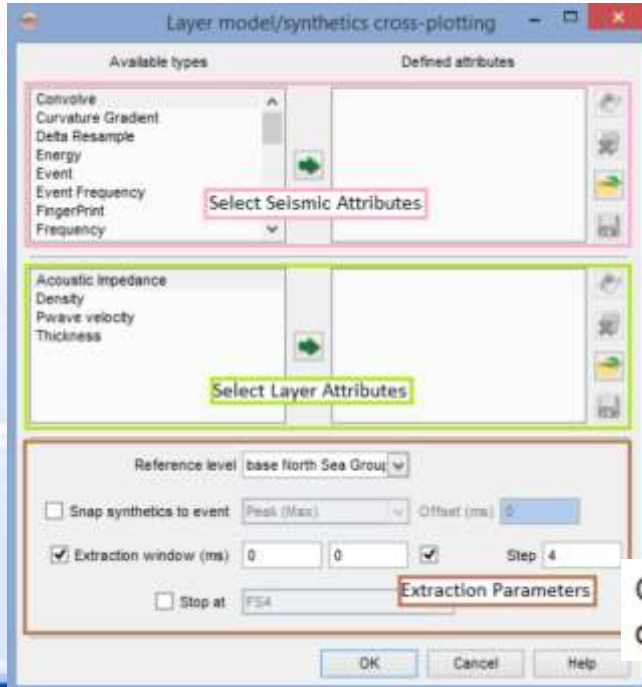 Layer model/synthetics cross-plotting
Available types Defined attributes
Convolve
Curvature Gradient
Delta Resample
Energy
Event
Event Frequency
FingerPrint
Frequency
Select Seismic Attributes
Acoustic Impedance
Density
Pwave velocity
Thickness
Select Layer Attributes
Reference level base North Sea Group
Snap synthetics to event Peak (Max) Offset (ms) 0
Extraction window (ms) 0 0 Step 4
Stop at FS4
Extraction Parameters
OK Cancel Help